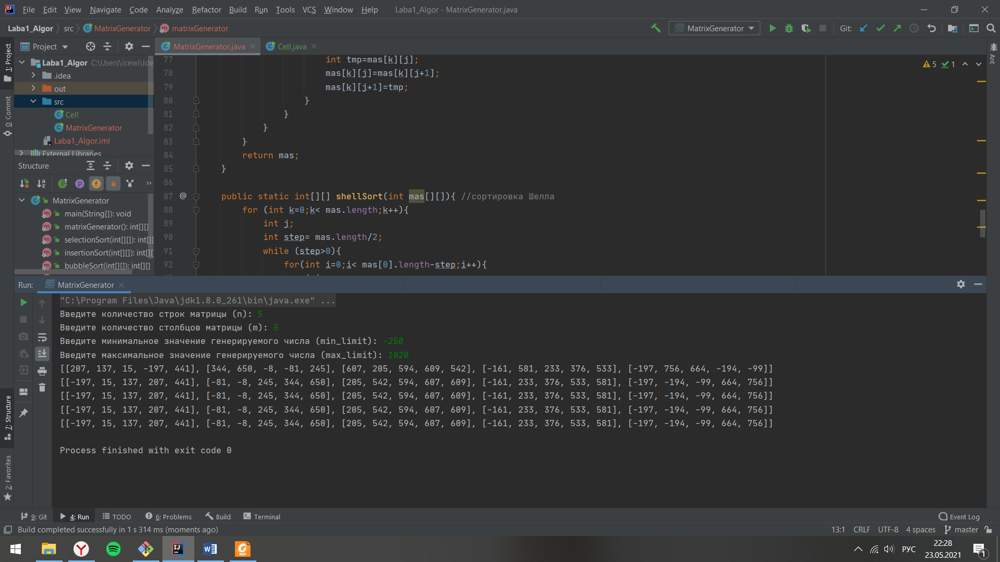 File Edit View Navigate Code Analyze Refactor Build Run Tools VCS Window Help Laba1_Algor - MatrixGenerator.java
Laba1_Algor src MatrixGenerator matrixGenerator MatrixGenerator Git:
1: Project
0: Commit
7: Structure
2: Favorites
Project
Laba1_Algor C:\Users\icewi\Ide
.idea
out
src
Cell
MatrixGenerator
Laba1_Algor.iml
External Libraries
Structure
MatrixGenerator
main(String[]): void
matrixGenerator(): int[][]
selectionSort(int[][]): int[][
insertionSort(int[][]): int[][]
bubbleSort(int[][]): int[][]
MatrixGenerator.java Cell.java
5 1
Ant
77 int tmp=mas[k][j];
78 mas[k][j]=mas[k][j+1];
79 mas[k][j+1]=tmp;
80 }
81 }
82 }
83 }
84 return mas;
85 }
86
87 @ public static int[][] shellSort(int mas[][]){ //сортировка Шелла
88 for (int k=0;k< mas.length;k++){
89 int j;
90 int step= mas.length/2;
91 while (step>0){
92 for(int i=0;i< mas[0].length-step;i++){
Run: MatrixGenerator
"C:\Program Files\Java\jdk1.8.0_261\bin\java.exe" ...
Введите количество строк матрицы (n): 5
Введите количество столбцов матрицы (m): 5
Введите минимальное значение генерируемого числа (min_limit): -250
Введите максимальное значение генерируемого числа (max_limit): 1020
[[207, 137, 15, -197, 441], [344, 650, -8, -81, 245], [607, 205, 594, 609, 542], [-161, 581, 233, 376, 533], [-197, 756, 664, -194, -99]]
[[-197, 15, 137, 207, 441], [-81, -8, 245, 344, 650], [205, 542, 594, 607, 609], [-161, 233, 376, 533, 581], [-197, -194, -99, 664, 756]]
[[-197, 15, 137, 207, 441], [-81, -8, 245, 344, 650], [205, 542, 594, 607, 609], [-161, 233, 376, 533, 581], [-197, -194, -99, 664, 756]]
[[-197, 15, 137, 207, 441], [-81, -8, 245, 344, 650], [205, 542, 594, 607, 609], [-161, 233, 376, 533, 581], [-197, -194, -99, 664, 756]]
[[-197, 15, 137, 207, 441], [-81, -8, 245, 344, 650], [205, 542, 594, 607, 609], [-161, 233, 376, 533, 581], [-197, -194, -99, 664, 756]]
Process finished with exit code 0
9: Git 4: Run TODO 6: Problems Build Terminal Event Log
Build completed successfully in 1 s 314 ms (moments ago) 13:1 CRLF UTF-8 4 spaces master
РУС 22:28
23.05.2021
1